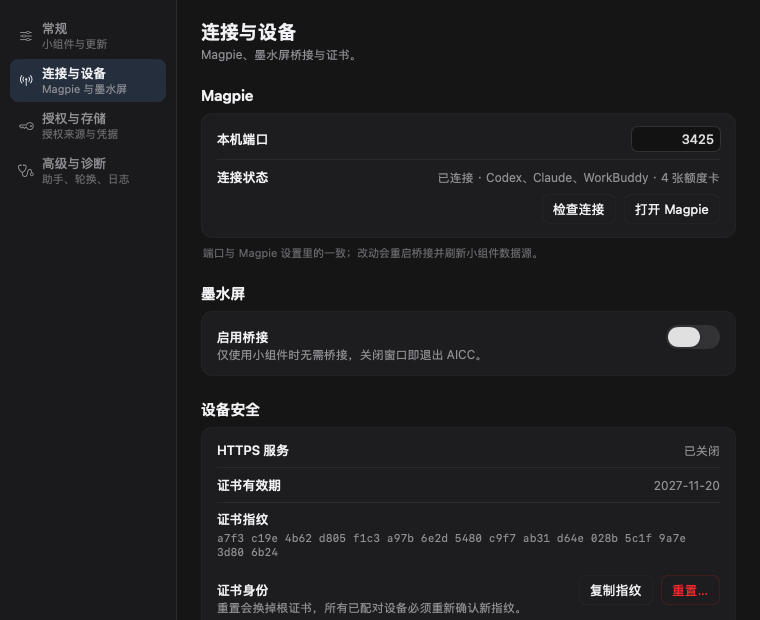 常规
小组件与更新
连接与设备
Magpie 与墨水屏
授权与存储
授权来源与凭据
高级与诊断
助手、轮换、日志
连接与设备
Magpie、墨水屏桥接与证书。
Magpie
本机端口
3425
连接状态
已连接 · Codex、Claude、WorkBuddy · 4 张额度卡
检查连接
打开 Magpie
端口与 Magpie 设置里的一致；改动会重启桥接并刷新小组件数据源。
墨水屏
启用桥接
仅使用小组件时无需桥接，关闭窗口即退出 AICC。
设备安全
HTTPS 服务
已关闭
证书有效期
2027-11-20
证书指纹
a7f3 c19e 4b62 d805 f1c3 a97b 6e2d 5480 c9f7 ab31 d64e 028b 5c1f 9a7e
3d80 6b24
证书身份
重置会换掉根证书，所有已配对设备必须重新确认新指纹。
复制指纹
重置...